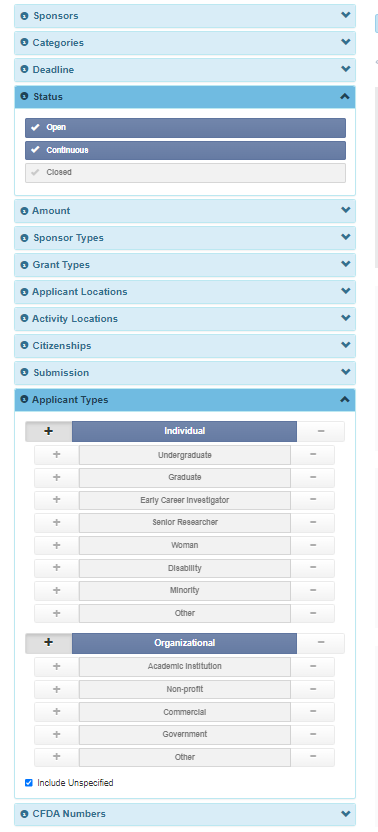 Sponsors
Categories
Deadline
Status
Open
Continuous
Closed
Amount
Sponsor Types
Grant Types
Applicant Locations
Activity Locations
Citizenships
Submission
Applicant Types
+ Individual −
+ Undergraduate −
+ Graduate −
+ Early Career Investigator −
+ Senior Researcher −
+ Woman −
+ Disability −
+ Minority −
+ Other −
+ Organizational −
+ Academic Institution −
+ Non-profit −
+ Commercial −
+ Government −
+ Other −
Include Unspecified
CFDA Numbers